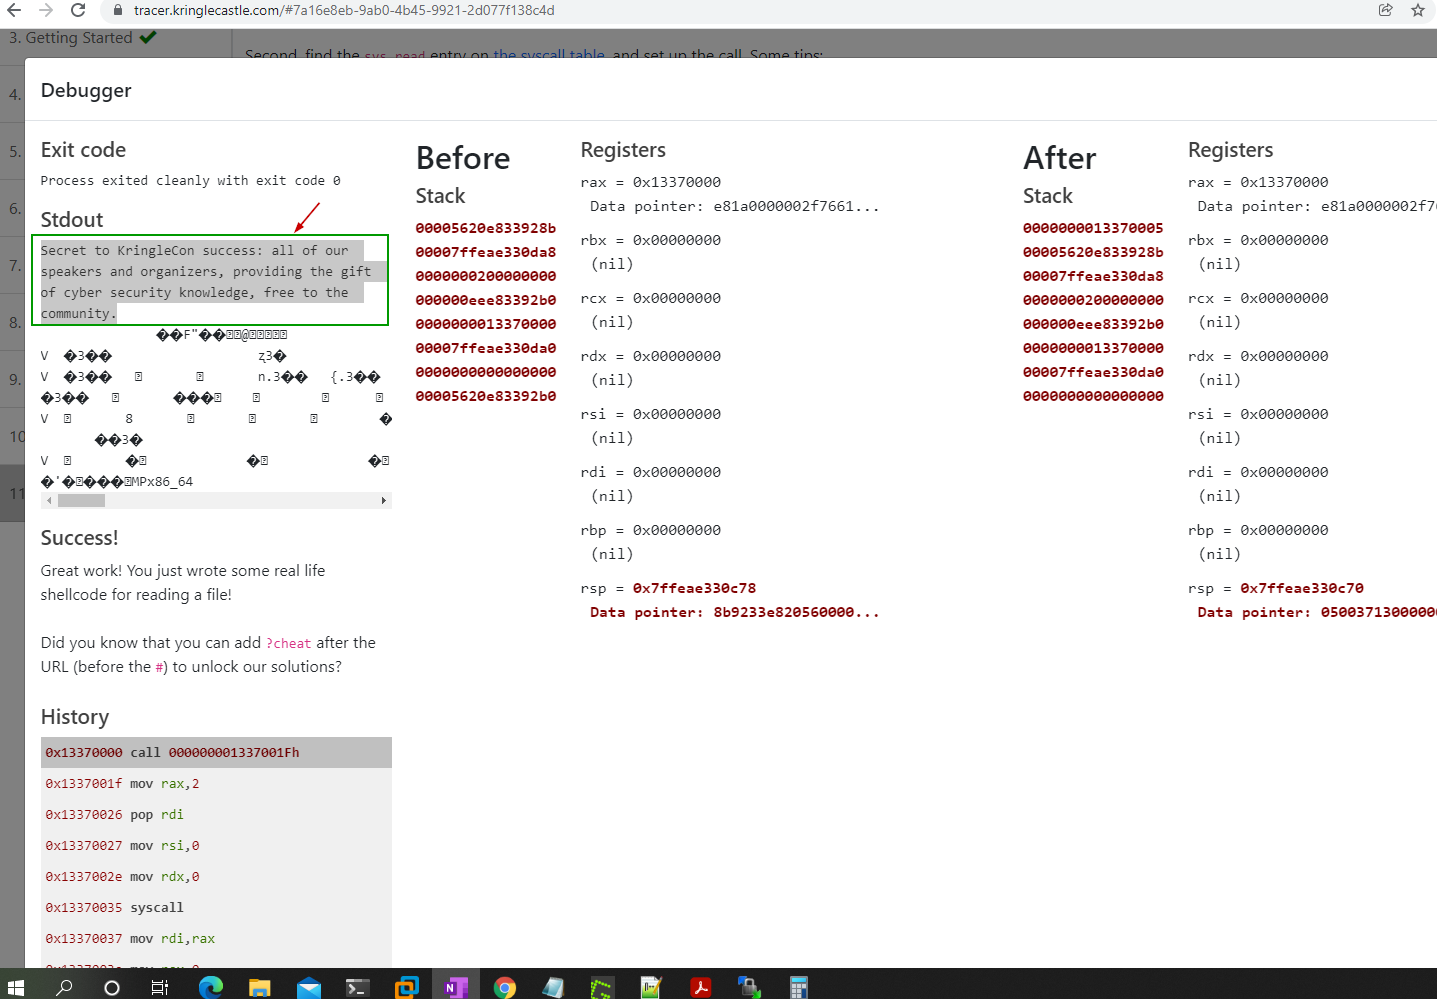 tracer.kringlecastle.com/#7a16e8eb-9ab0-4b45-9921-2d077f138c4d
3. Getting Started
Second, find the sys_read entry on the syscall table, and set up the call. Some tips:
4.
5.
6.
7.
8.
9.
10
11
Debugger
Exit code
Process exited cleanly with exit code 0
Stdout
Secret to KringleCon success: all of our
speakers and organizers, providing the gift
of cyber security knowledge, free to the
community.
��F"��@
V �3�� ʐ3�
V �3�� n.3�� {.3��
�3�� ���
V 8 �
��3�
V � � �
�'����MPx86_64
Success!
Great work! You just wrote some real life
shellcode for reading a file!
Did you know that you can add ?cheat after the
URL (before the #) to unlock our solutions?
History
0x13370000 call 000000001337001Fh
0x1337001f mov rax,2
0x13370026 pop rdi
0x13370027 mov rsi,0
0x1337002e mov rdx,0
0x13370035 syscall
0x13370037 mov rdi,rax
Before
Stack
00005620e833928b
00007ffeae330da8
0000000200000000
000000eee83392b0
0000000013370000
00007ffeae330da0
0000000000000000
00005620e83392b0
Registers
rax = 0x13370000
Data pointer: e81a0000002f7661...
rbx = 0x00000000
(nil)
rcx = 0x00000000
(nil)
rdx = 0x00000000
(nil)
rsi = 0x00000000
(nil)
rdi = 0x00000000
(nil)
rbp = 0x00000000
(nil)
rsp = 0x7ffeae330c78
Data pointer: 8b9233e820560000...
After
Stack
0000000013370005
00005620e833928b
00007ffeae330da8
0000000200000000
000000eee83392b0
0000000013370000
00007ffeae330da0
0000000000000000
Registers
rax = 0x13370000
Data pointer: e81a0000002f7
rbx = 0x00000000
(nil)
rcx = 0x00000000
(nil)
rdx = 0x00000000
(nil)
rsi = 0x00000000
(nil)
rdi = 0x00000000
(nil)
rbp = 0x00000000
(nil)
rsp = 0x7ffeae330c70
Data pointer: 0500371300000